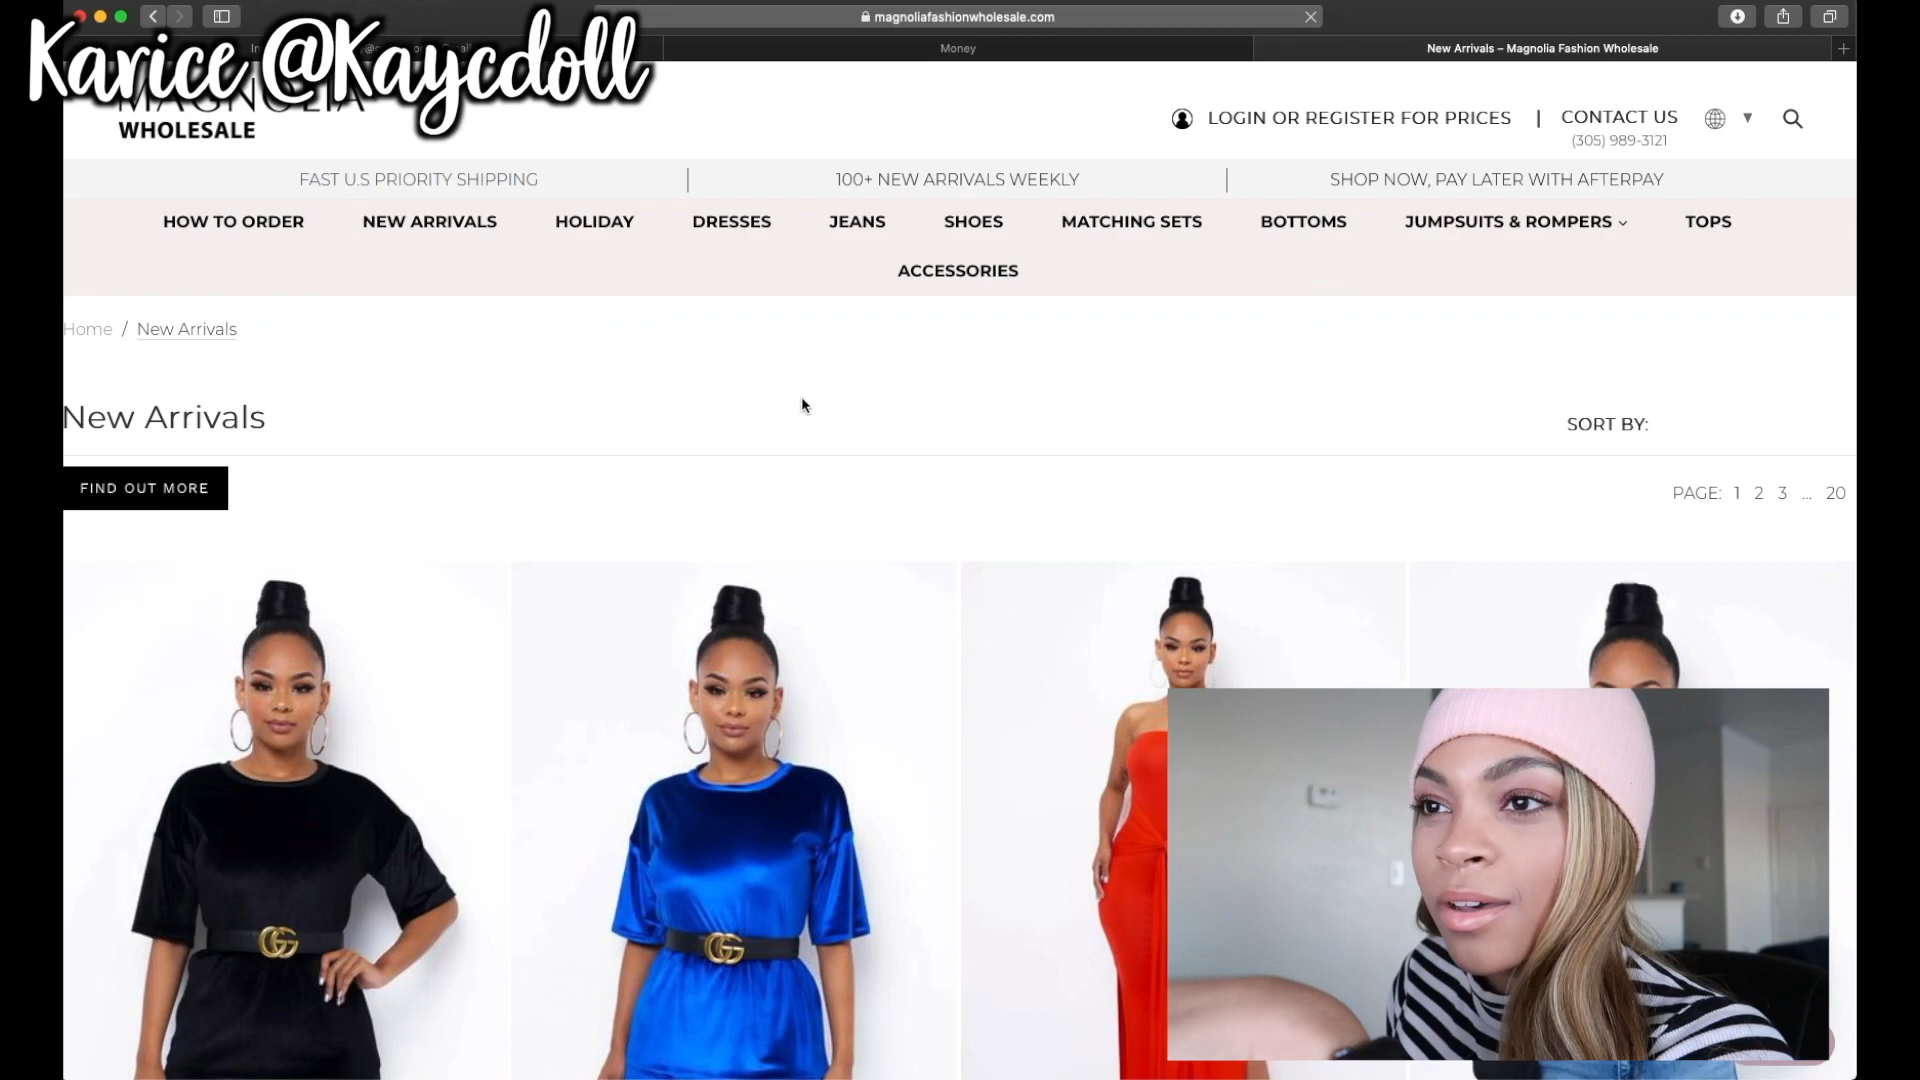 magnoliafashionwholesale.com
Money
New Arrivals – Magnolia Fashion Wholesale
Karice @Kaycdoll
MAGNOLIA
WHOLESALE
LOGIN OR REGISTER FOR PRICES | CONTACT US
(305) 989-3121
FAST U.S PRIORITY SHIPPING | 100+ NEW ARRIVALS WEEKLY | SHOP NOW, PAY LATER WITH AFTERPAY
HOW TO ORDER NEW ARRIVALS HOLIDAY DRESSES JEANS SHOES MATCHING SETS BOTTOMS JUMPSUITS & ROMPERS TOPS
ACCESSORIES
Home / New Arrivals
New Arrivals
SORT BY:
FIND OUT MORE
PAGE: 1 2 3 ... 20